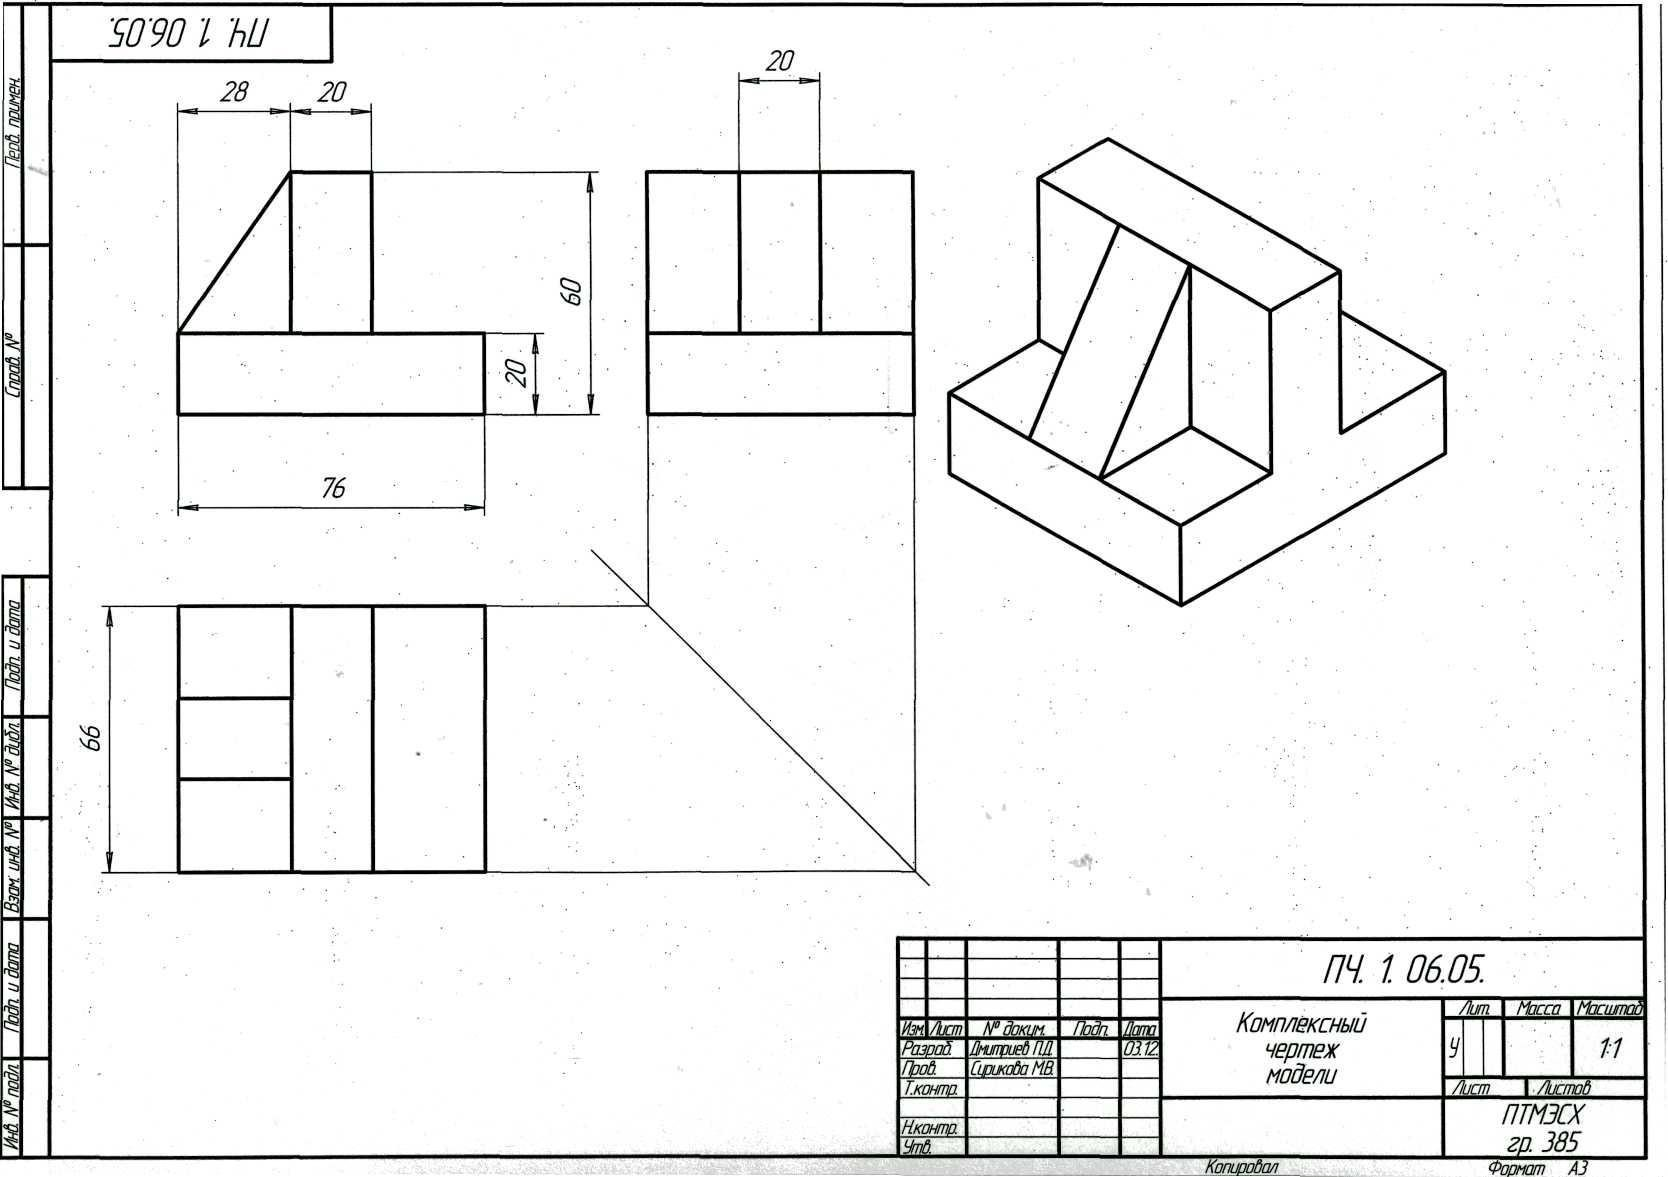 ПЧ. 1. 06.05.
28
20
20
60
20
76
66
Перв. примен.
Справ. №
Подп. и дата
Инв. № дубл.
Взам. инв. №
Подп. и дата
Инв. № подл.
ПЧ. 1. 06.05.
Изм. Лист № докум. Подп. Дата
Разраб. Дмитриев П.Д. 03.12.
Пров. Сурикова М.В.
Т.контр.
Н.контр.
Утв.
Комплексный
чертеж
модели
Лит. Масса Масштаб
У 1:1
Лист Листов
ПТМЭСХ
гр. 385
Копировал Формат А3